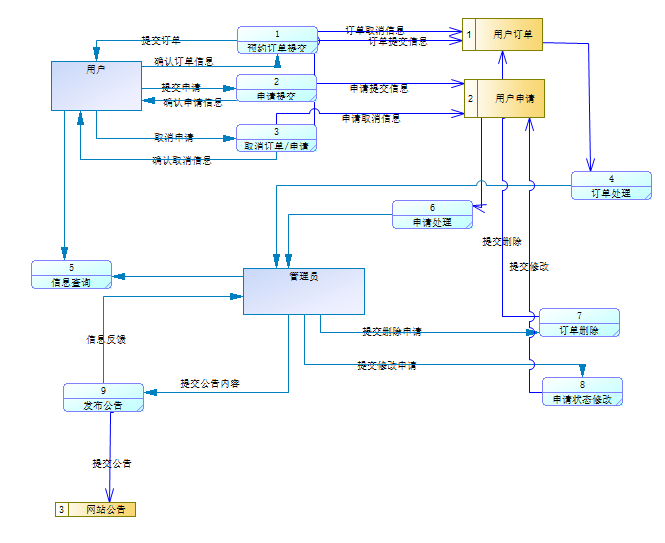 1
预约订单提交
提交订单
订单取消信息
1 用户订单
订单提交信息
确认订单信息
用户
2
申请提交
提交申请
确认申请信息
申请提交信息
2 用户申请
申请取消信息
3
取消订单/申请
取消申请
确认取消信息
4
订单处理
6
申请处理
提交删除
提交修改
5
信息查询
管理员
7
订单删除
提交删除申请
信息反馈
提交修改申请
8
申请状态修改
9
发布公告
提交公告内容
提交公告
3 网站公告